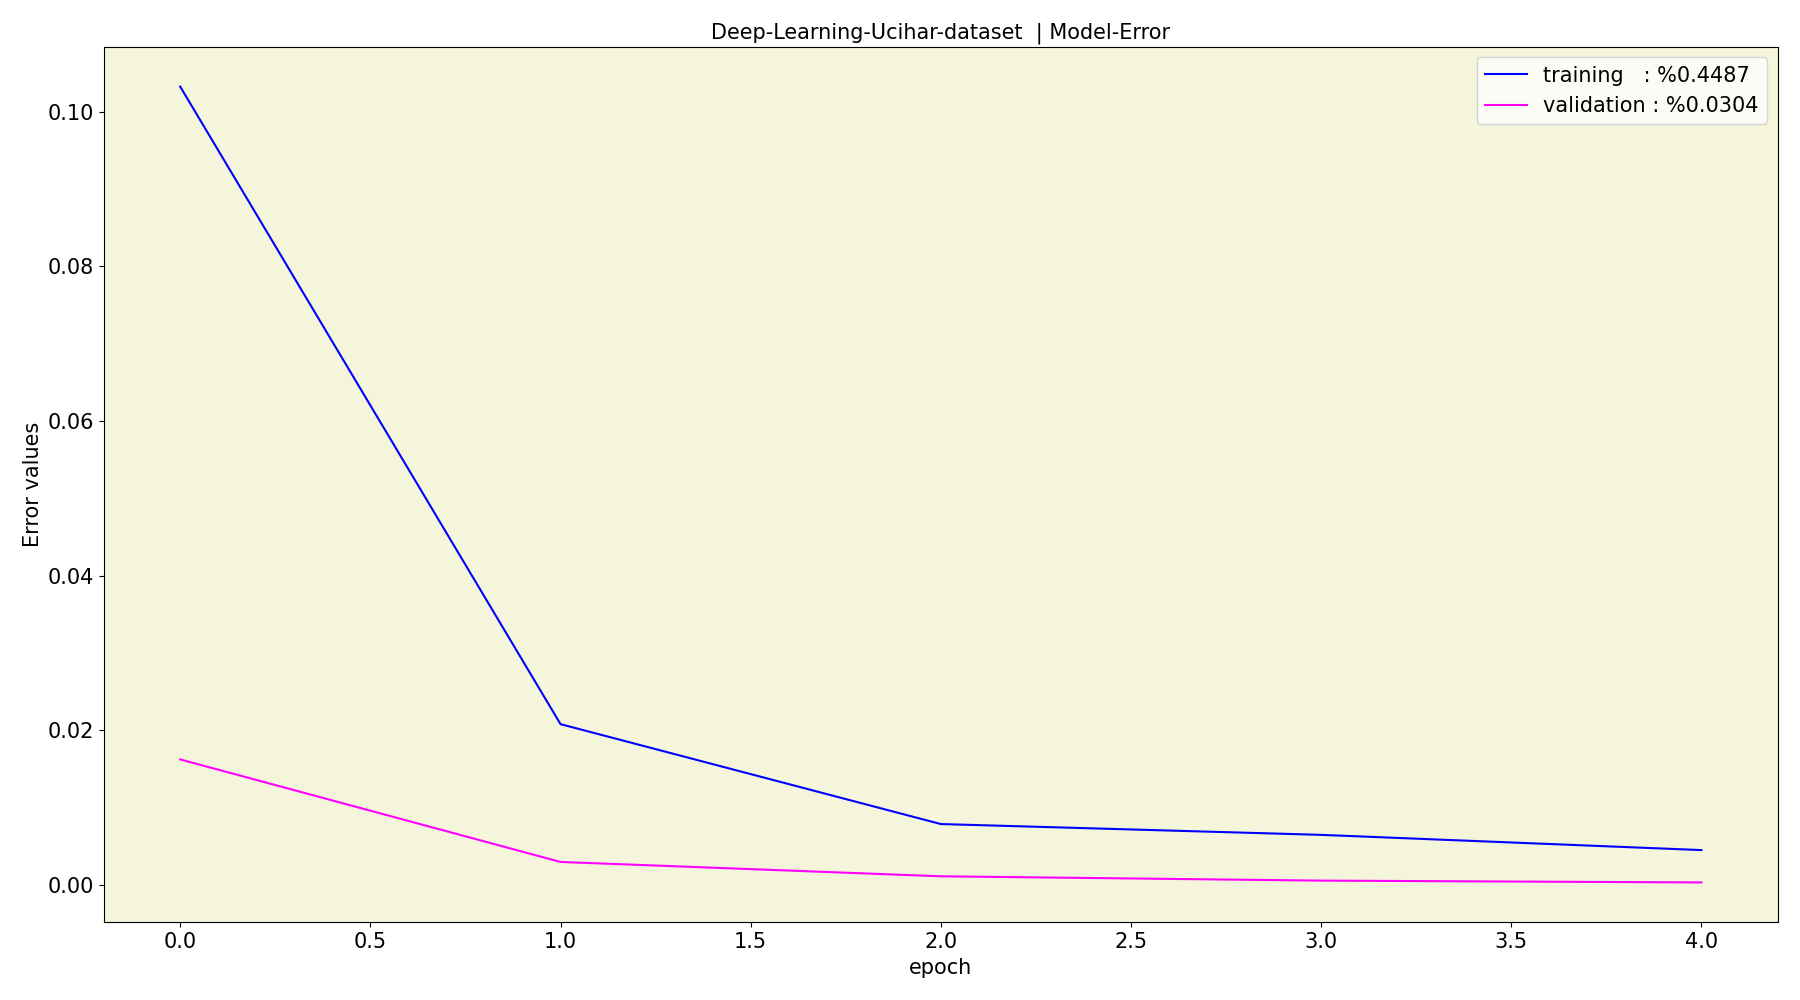 Deep-Learning-Ucihar-dataset  | Model-Error
training   : %0.4487
validation : %0.0304
Error values
0.10
0.08
0.06
0.04
0.02
0.00
0.0 0.5 1.0 1.5 2.0 2.5 3.0 3.5 4.0
epoch